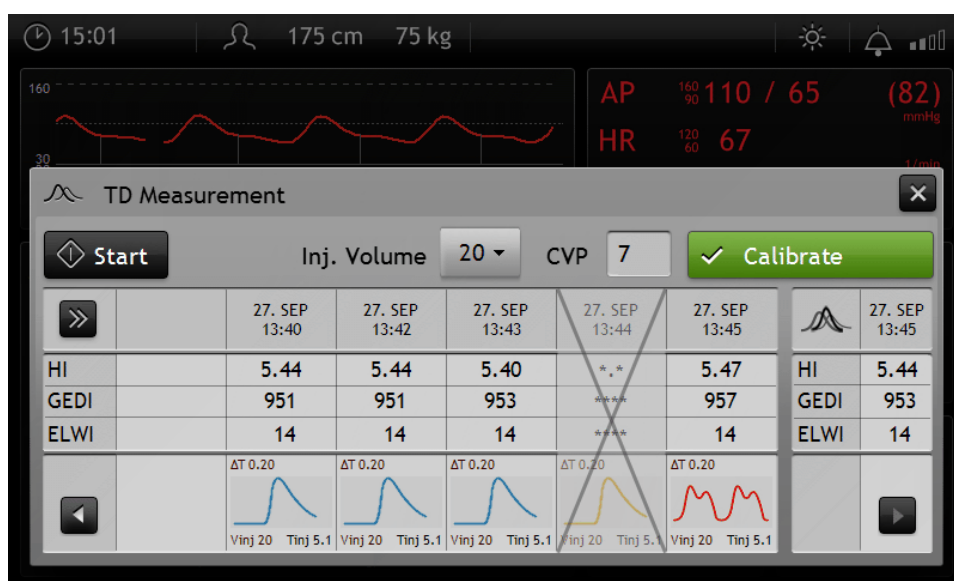 15:01 175 cm 75 kg
160
30
AP 160 90 110 / 65 (82)
mmHg
HR 120 60 67
1/min
TD Measurement
Start Inj. Volume 20 CVP 7 Calibrate
27. SEP 27. SEP 27. SEP 27. SEP 27. SEP 27. SEP
13:40 13:42 13:43 13:44 13:45 13:45
HI 5.44 5.44 5.40 *.* 5.47 HI 5.44
GEDI 951 951 953 **** 957 GEDI 953
ELWI 14 14 14 **** 14 ELWI 14
ΔT 0.20 ΔT 0.20 ΔT 0.20 ΔT 0.20 ΔT 0.20
Vinj 20 Tinj 5.1 Vinj 20 Tinj 5.1 Vinj 20 Tinj 5.1 Vinj 20 Tinj 5.1 Vinj 20 Tinj 5.1